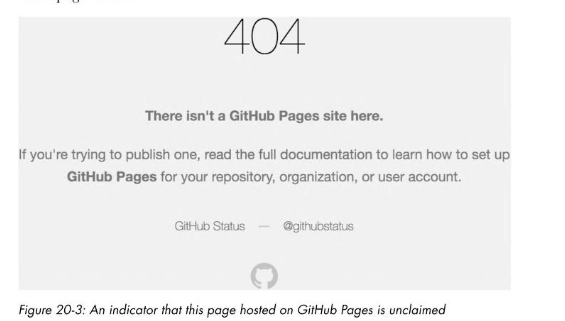 404
There isn't a GitHub Pages site here.
If you're trying to publish one, read the full documentation to learn how to set up
GitHub Pages for your repository, organization, or user account.
GitHub Status — @githubstatus
Figure 20-3: An indicator that this page hosted on GitHub Pages is unclaimed